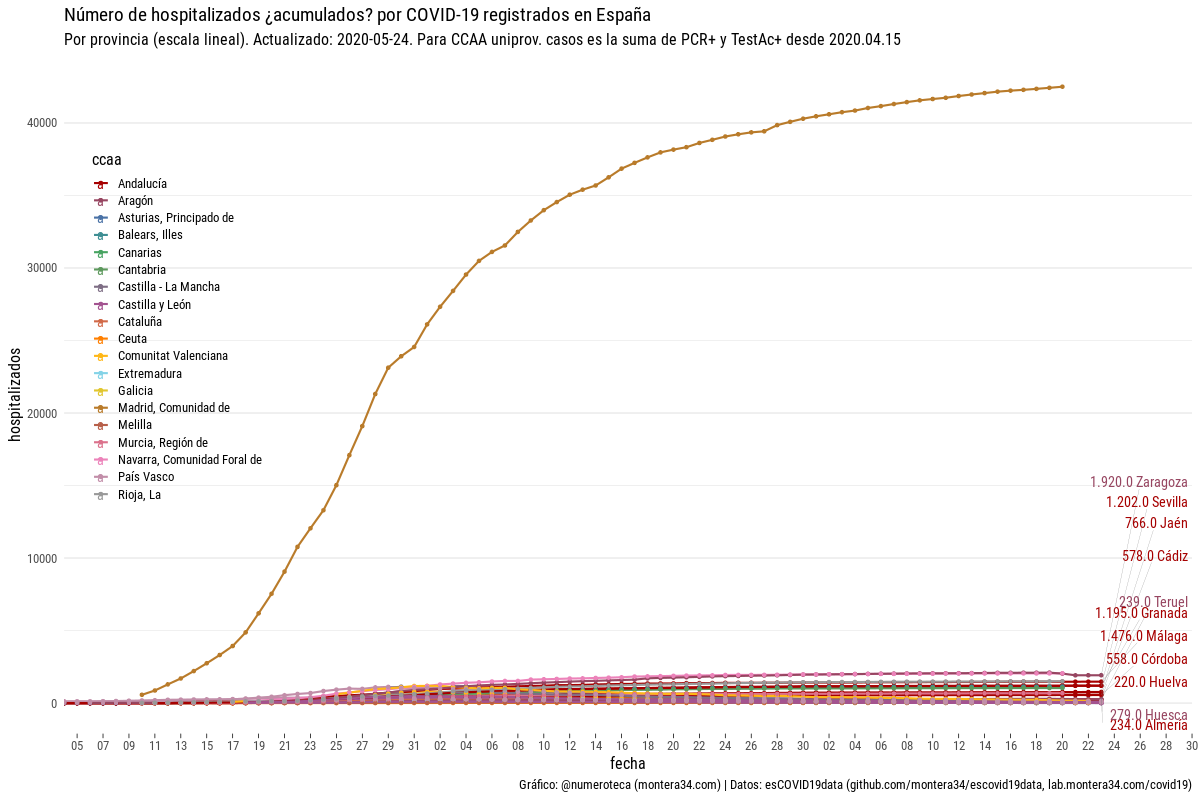 Número de hospitalizados ¿acumulados? por COVID-19 registrados en España
Por provincia (escala lineal). Actualizado: 2020-05-24. Para CCAA uniprov. casos es la suma de PCR+ y TestAc+ desde 2020.04.15
hospitalizados
40000
30000
20000
10000
0
ccaa
Andalucía
Aragón
Asturias, Principado de
Balears, Illes
Canarias
Cantabria
Castilla - La Mancha
Castilla y León
Cataluña
Ceuta
Comunitat Valenciana
Extremadura
Galicia
Madrid, Comunidad de
Melilla
Murcia, Región de
Navarra, Comunidad Foral de
País Vasco
Rioja, La
1.920.0 Zaragoza
1.202.0 Sevilla
766.0 Jaén
578.0 Cádiz
239.0 Teruel
1.195.0 Granada
1.476.0 Málaga
558.0 Córdoba
220.0 Huelva
279.0 Huesca
234.0 Almería
05 07 09 11 13 15 17 19 21 23 25 27 29 31 02 04 06 08 10 12 14 16 18 20 22 24 26 28 30 02 04 06 08 10 12 14 16 18 20 22 24 26 28 30
fecha
Gráfico: @numeroteca (montera34.com) | Datos: esCOVID19data (github.com/montera34/escovid19data, lab.montera34.com/covid19)